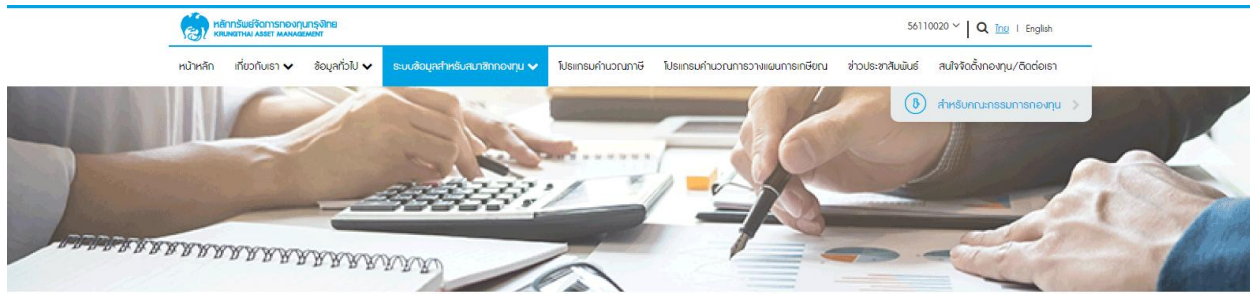 หลักทรัพย์จัดการกองทุนกรุงไทย
KRUNGTHAI ASSET MANAGEMENT
56110020 ไทย | English
หน้าหลัก เกี่ยวกับเรา ข้อมูลทั่วไป ระบบข้อมูลสำหรับสมาชิกกองทุน โปรแกรมคำนวณภาษี โปรแกรมคำนวณการวางแผนการเกษียณ ข่าวประชาสัมพันธ์ สนใจจัดตั้งกองทุน/ติดต่อเรา
สำหรับคณะกรรมการกองทุน